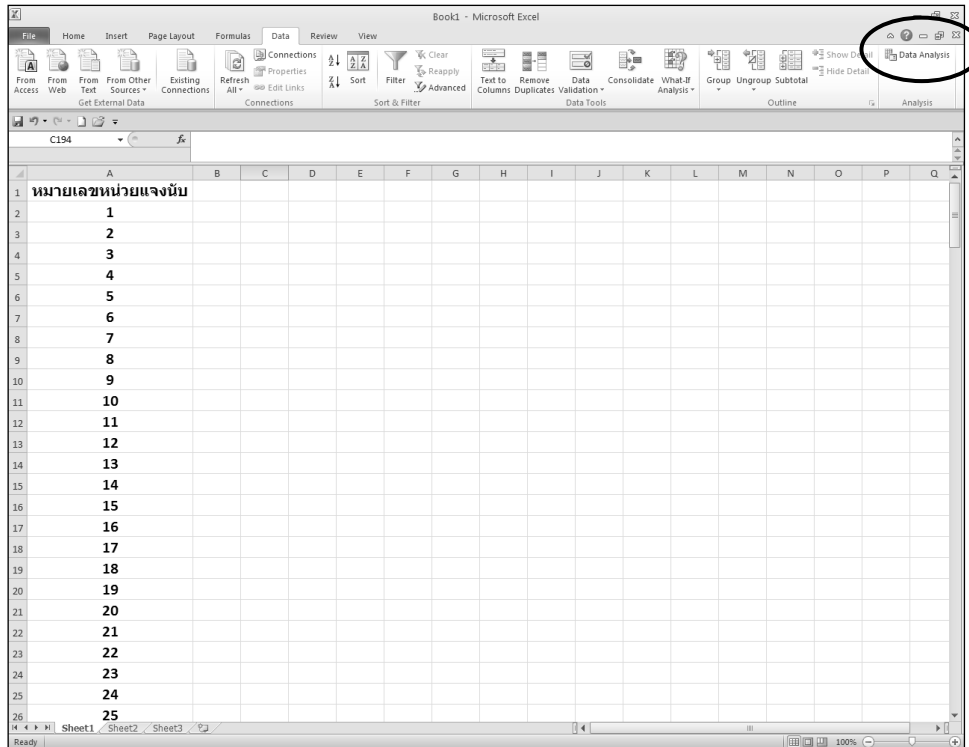 Book1 - Microsoft Excel
File Home Insert Page Layout Formulas Data Review View
From Access From Web From Text From Other Sources Existing Connections
Get External Data
Refresh All Connections Properties Edit Links
Connections
Sort Filter Clear Reapply Advanced
Sort & Filter
Text to Columns Remove Duplicates Data Validation Consolidate What-If Analysis
Data Tools
Group Ungroup Subtotal Show Detail Hide Detail
Outline
Data Analysis
Analysis
C194 fx
A B C D E F G H I J K L M N O P Q
1 หมายเลขหน่วยแจงนับ
2 1
3 2
4 3
5 4
6 5
7 6
8 7
9 8
10 9
11 10
12 11
13 12
14 13
15 14
16 15
17 16
18 17
19 18
20 19
21 20
22 21
23 22
24 23
25 24
26 25
Sheet1 Sheet2 Sheet3
Ready 100%